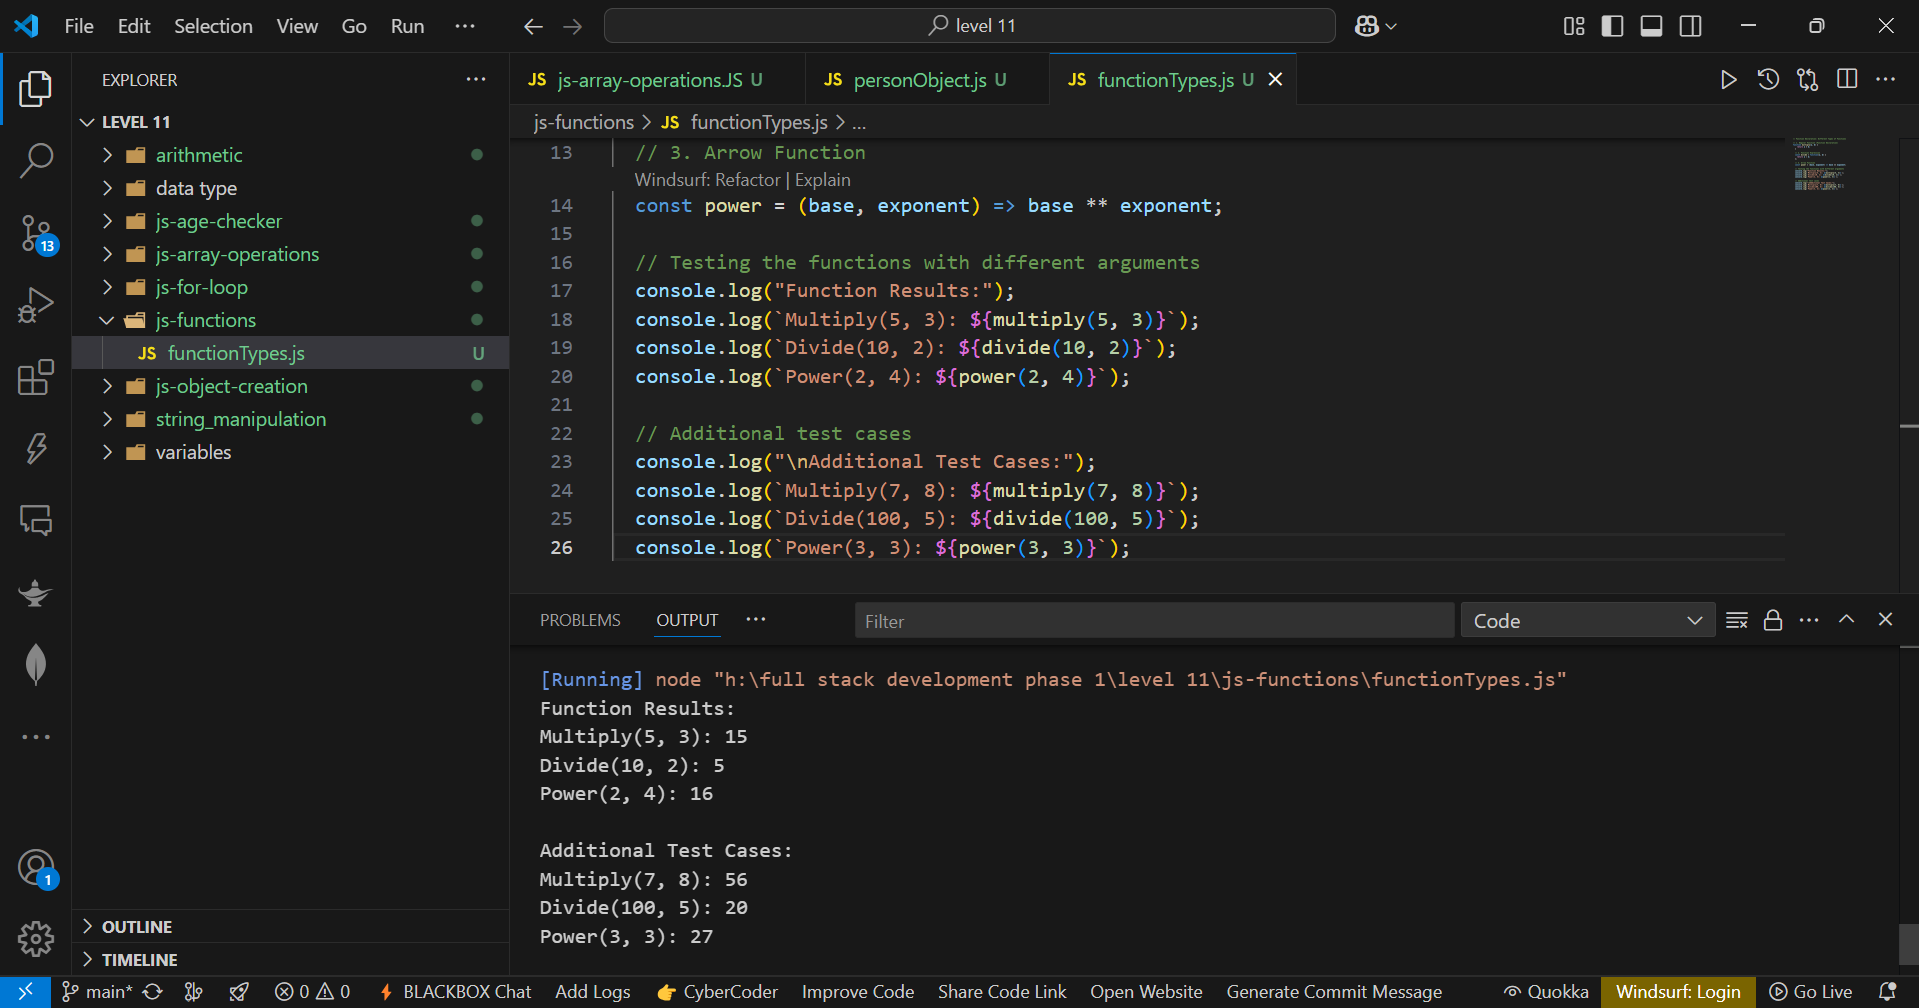 File Edit Selection View Go Run ···
level 11
EXPLORER ···
LEVEL 11
arithmetic
data type
js-age-checker
js-array-operations
js-for-loop
js-functions
JS functionTypes.js U
js-object-creation
string_manipulation
variables
OUTLINE
TIMELINE
13
1
JS js-array-operations.JS U
JS personObject.js U
JS functionTypes.js U
js-functions > JS functionTypes.js > ...
13 // 3. Arrow Function
Windsurf: Refactor | Explain
14 const power = (base, exponent) => base ** exponent;
15
16 // Testing the functions with different arguments
17 console.log("Function Results:");
18 console.log(`Multiply(5, 3): ${multiply(5, 3)}`);
19 console.log(`Divide(10, 2): ${divide(10, 2)}`);
20 console.log(`Power(2, 4): ${power(2, 4)}`);
21
22 // Additional test cases
23 console.log("\nAdditional Test Cases:");
24 console.log(`Multiply(7, 8): ${multiply(7, 8)}`);
25 console.log(`Divide(100, 5): ${divide(100, 5)}`);
26 console.log(`Power(3, 3): ${power(3, 3)}`);
PROBLEMS OUTPUT ··· Filter Code
[Running] node "h:\full stack development phase 1\level 11\js-functions\functionTypes.js"
Function Results:
Multiply(5, 3): 15
Divide(10, 2): 5
Power(2, 4): 16
Additional Test Cases:
Multiply(7, 8): 56
Divide(100, 5): 20
Power(3, 3): 27
main* 0 0 BLACKBOX Chat Add Logs CyberCoder Improve Code Share Code Link Open Website Generate Commit Message Quokka Windsurf: Login Go Live